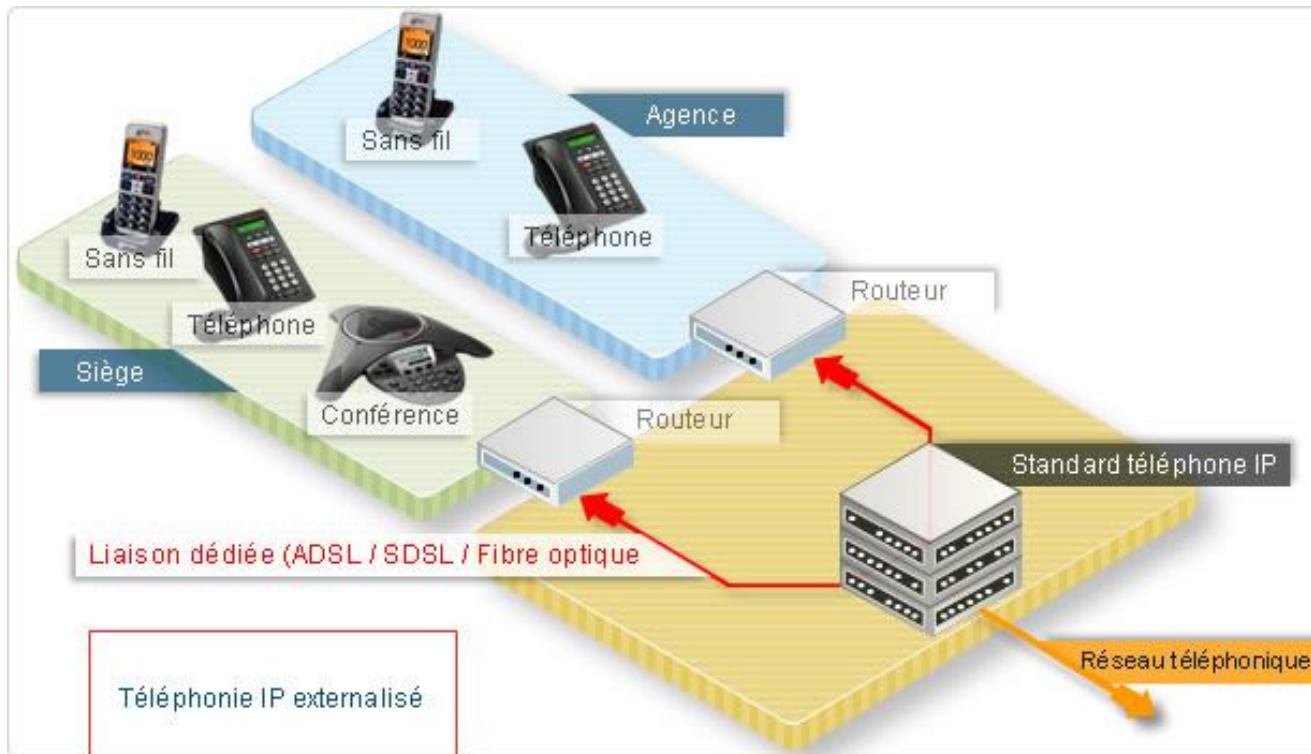 Agence
Sans fil
Téléphone
Routeur
Sans fil
Téléphone
Siège
Conférence
Routeur
Standard téléphone IP
Liaison dédiée (ADSL / SDSL / Fibre optique
Réseau téléphonique
Téléphonie IP externalisé